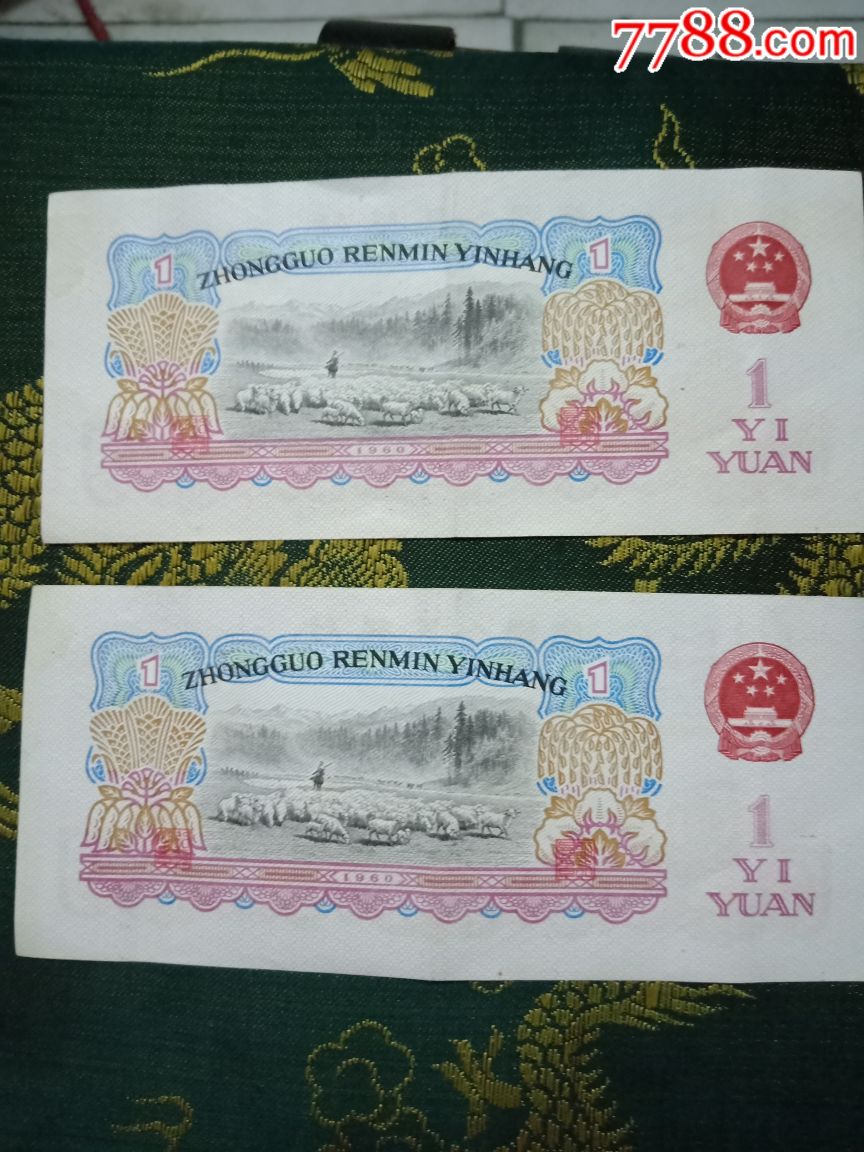 7788.com
1 1
ZHONGGUO RENMIN YINHANG
1
YI
YUAN
1960
1 1
ZHONGGUO RENMIN YINHANG
1
YI
YUAN
1960